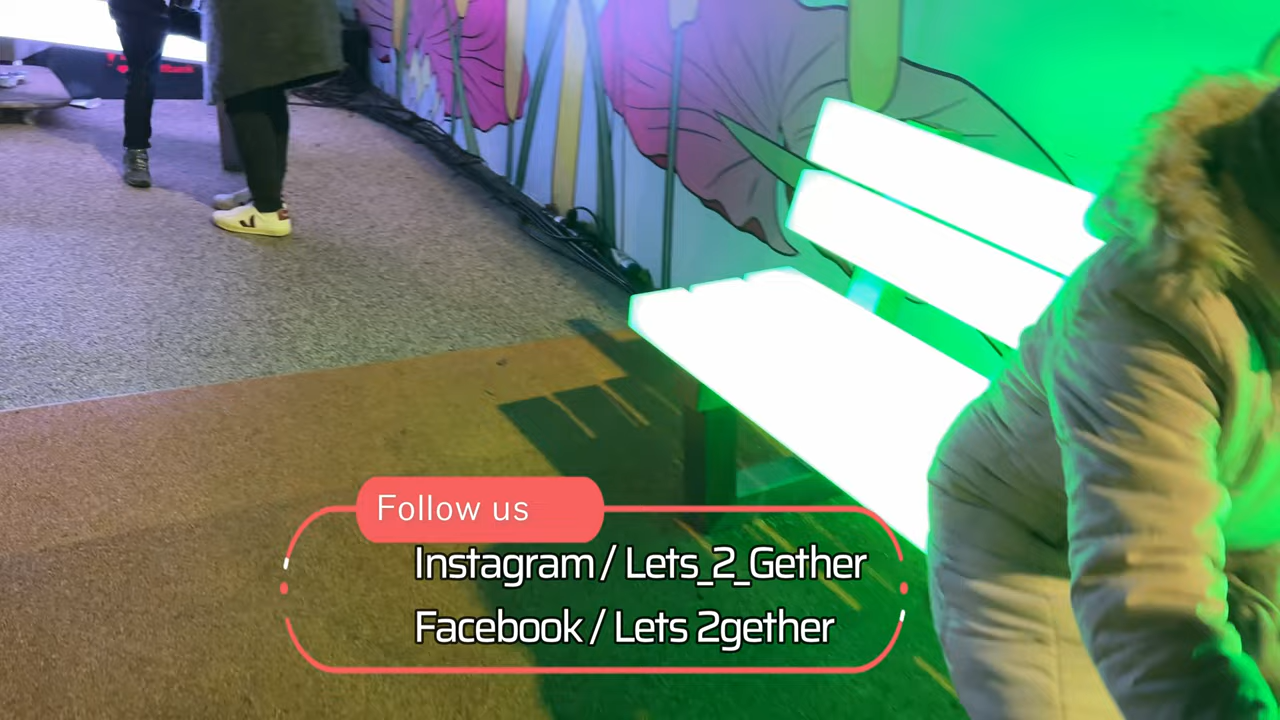 Follow us
Instagram / Lets_2_Gether
Facebook / Lets 2gether